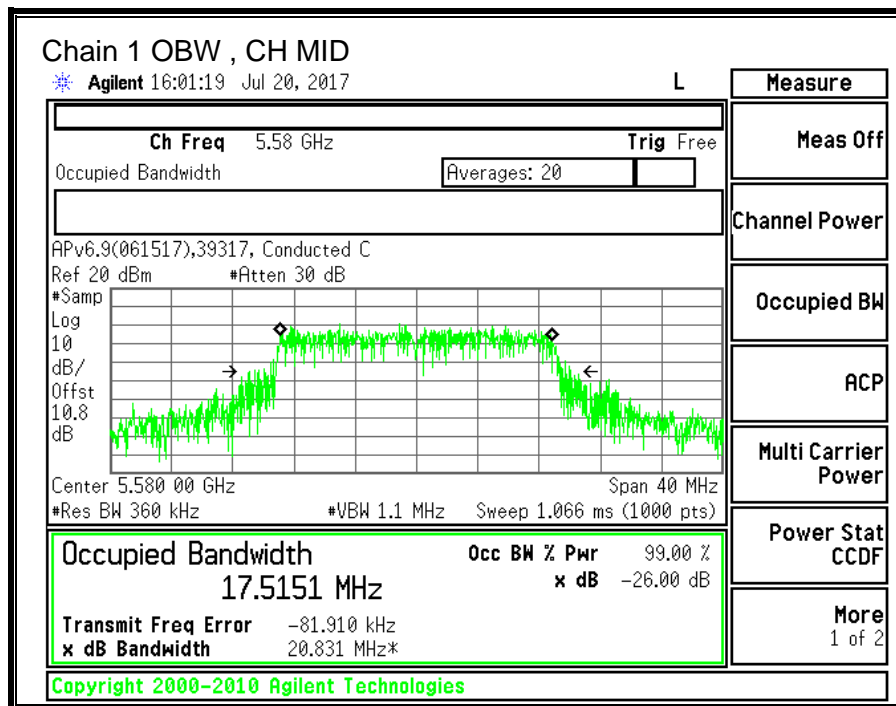 Chain 1 OBW , CH MID
Agilent 16:01:19 Jul 20, 2017 L
Measure
Ch Freq 5.58 GHz Trig Free
Occupied Bandwidth Averages: 20
APv6.9(061517),39317, Conducted C
Ref 20 dBm #Atten 30 dB
#Samp
Log
10
dB/
Offst
10.8
dB
Center 5.580 00 GHz Span 40 MHz
#Res BW 360 kHz #VBW 1.1 MHz Sweep 1.066 ms (1000 pts)
Occupied Bandwidth
17.5151 MHz
Occ BW % Pwr 99.00 %
x dB -26.00 dB
Transmit Freq Error -81.910 kHz
x dB Bandwidth 20.831 MHz*
Copyright 2000-2010 Agilent Technologies
Meas Off
Channel Power
Occupied BW
ACP
Multi Carrier
Power
Power Stat
CCDF
More
1 of 2